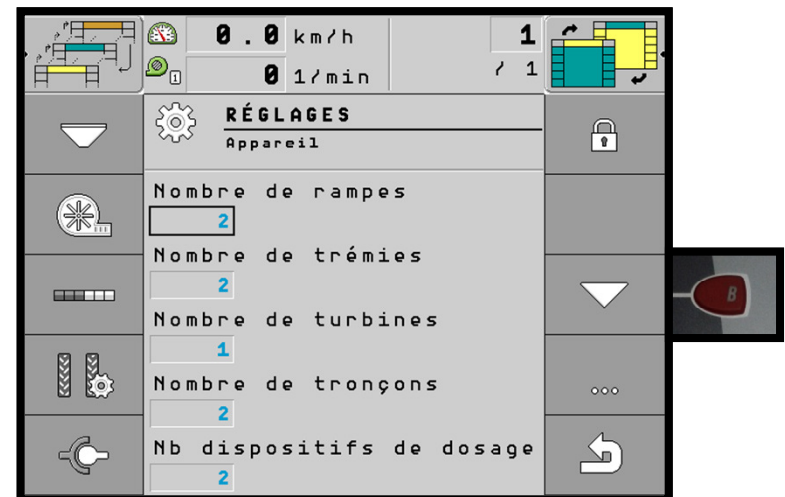 0.0 km/h
1
1
0 1/min
/ 1
RÉGLAGES
Appareil
Nombre de rampes
2
Nombre de trémies
2
Nombre de turbines
1
Nombre de tronçons
2
Nb dispositifs de dosage
2
B